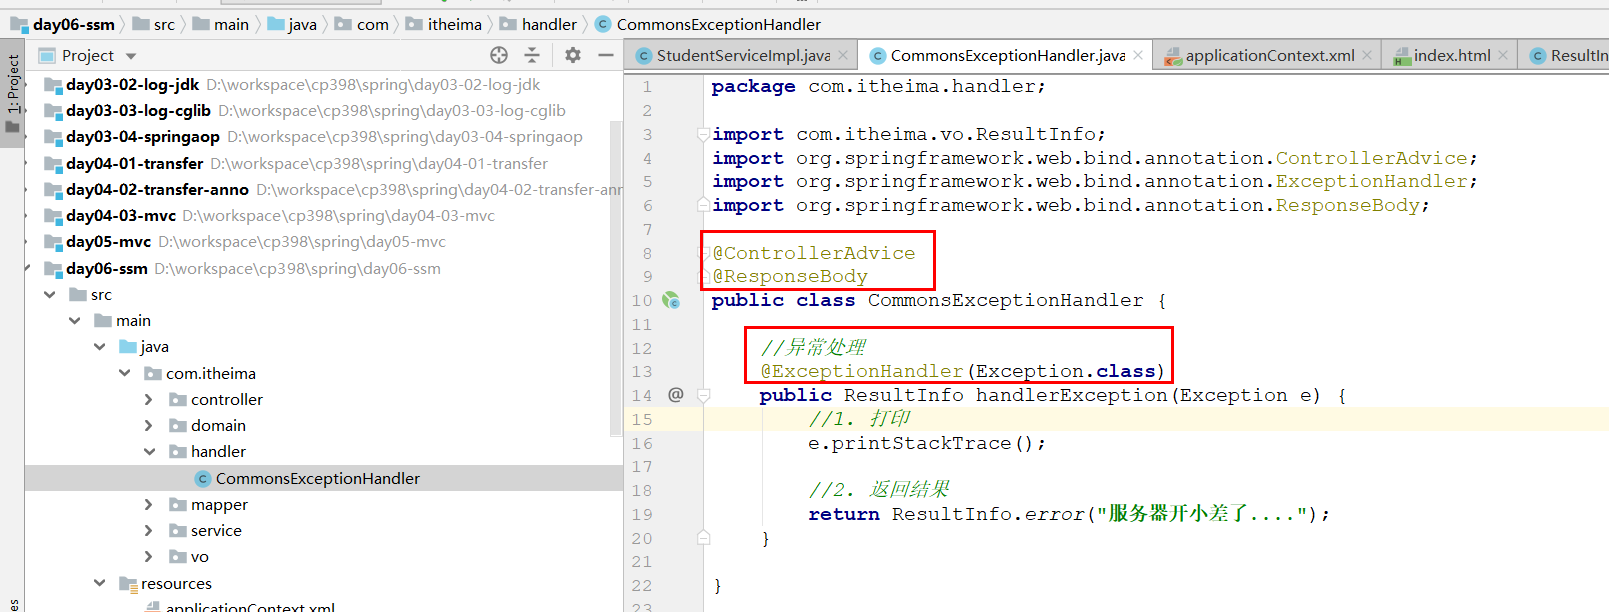 day06-ssm src main java com itheima handler CommonsExceptionHandler
1: Project
Project
StudentServiceImpl.java CommonsExceptionHandler.java applicationContext.xml index.html ResultIn
day03-02-log-jdk D:\workspace\cp398\spring\day03-02-log-jdk
day03-03-log-cglib D:\workspace\cp398\spring\day03-03-log-cglib
day03-04-springaop D:\workspace\cp398\spring\day03-04-springaop
day04-01-transfer D:\workspace\cp398\spring\day04-01-transfer
day04-02-transfer-anno D:\workspace\cp398\spring\day04-02-transfer-ann
day04-03-mvc D:\workspace\cp398\spring\day04-03-mvc
day05-mvc D:\workspace\cp398\spring\day05-mvc
day06-ssm D:\workspace\cp398\spring\day06-ssm
src
main
java
com.itheima
controller
domain
handler
CommonsExceptionHandler
mapper
service
vo
resources
applicationContext.xml
1 package com.itheima.handler;
2
3 import com.itheima.vo.ResultInfo;
4 import org.springframework.web.bind.annotation.ControllerAdvice;
5 import org.springframework.web.bind.annotation.ExceptionHandler;
6 import org.springframework.web.bind.annotation.ResponseBody;
7
8 @ControllerAdvice
9 @ResponseBody
10 public class CommonsExceptionHandler {
11
12 //异常处理
13 @ExceptionHandler(Exception.class)
14 @ public ResultInfo handlerException(Exception e) {
15 //1. 打印
16 e.printStackTrace();
17
18 //2. 返回结果
19 return ResultInfo.error("服务器开小差了....");
20 }
21
22 }
23